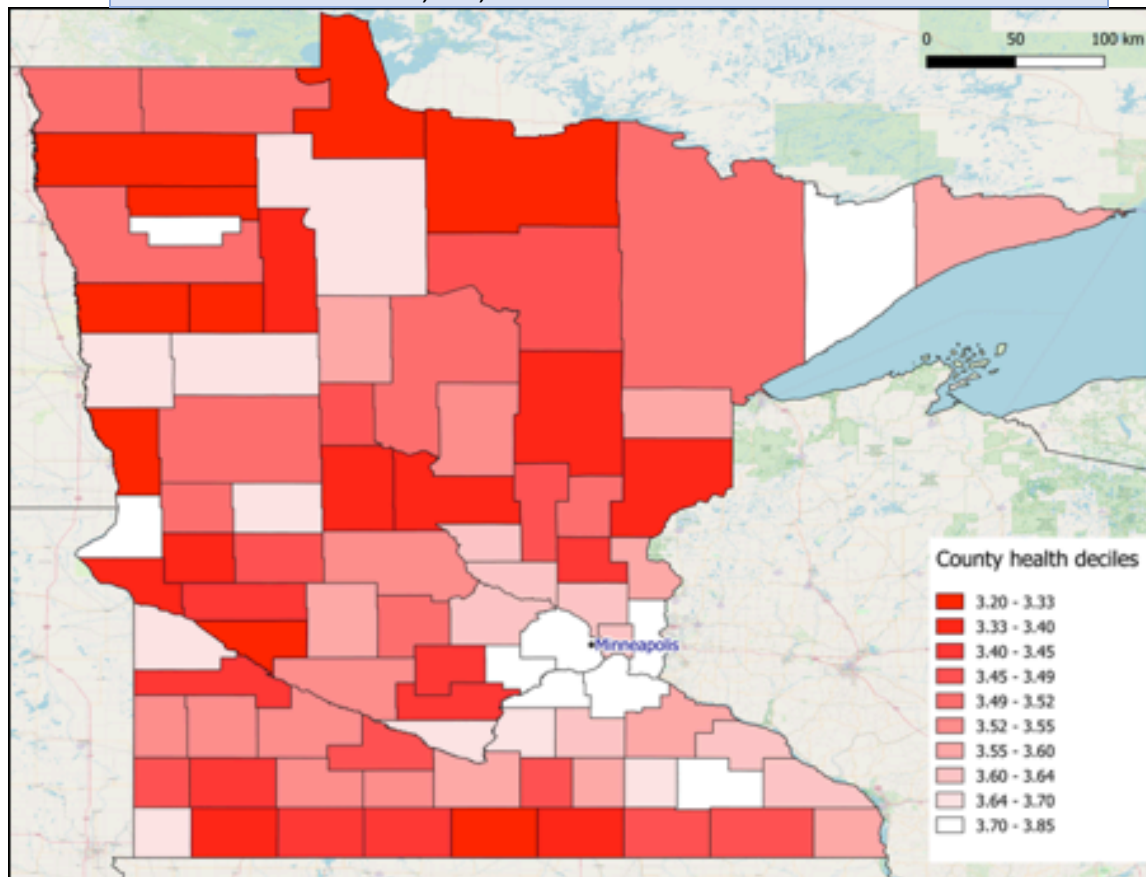 0 50 100 km
Minneapolis
County health deciles
3.20 - 3.33
3.33 - 3.40
3.40 - 3.45
3.45 - 3.49
3.49 - 3.52
3.52 - 3.55
3.55 - 3.60
3.60 - 3.64
3.64 - 3.70
3.70 - 3.85